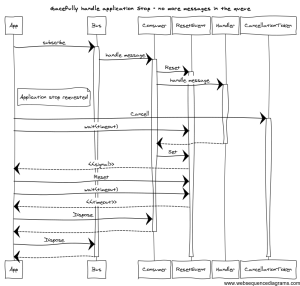 Gracefully handle application Stop - no more messages in the queue
App
Bus
Consumer
ResetEvent
Handler
CancellationToken
subscribe
handle message
Reset
handle message
Application stop requested
Cancel
wait(timeout)
Set
<<signal>>
Reset
wait(timeout)
<<timeout>>
Dispose
Dispose
App
Bus
Consumer
ResetEvent
Handler
CancellationToken
www.websequencediagrams.com